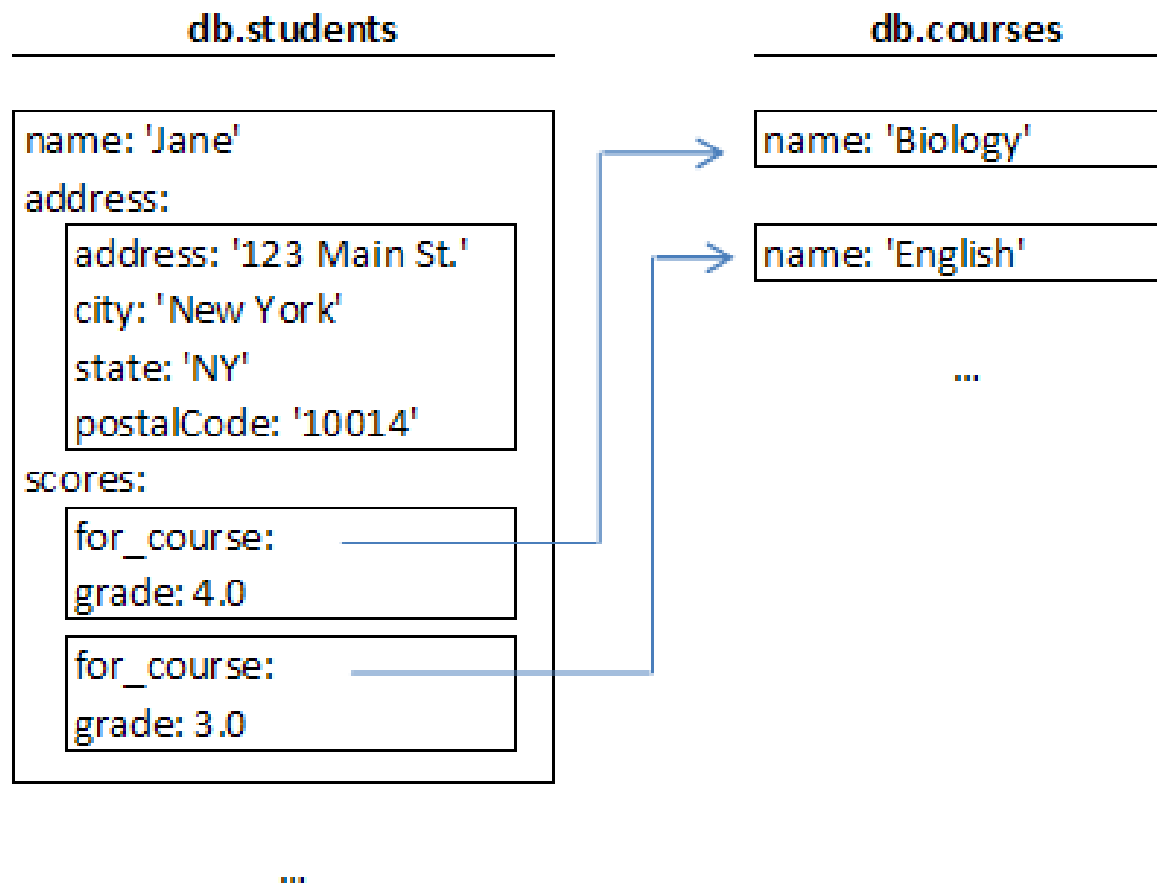 db.students
name: 'Jane'
address:
address: '123 Main St.'
city: 'New York'
state: 'NY'
postalCode: '10014'
scores:
for_course:
grade: 4.0
for_course:
grade: 3.0
...
db.courses
name: 'Biology'
name: 'English'
...